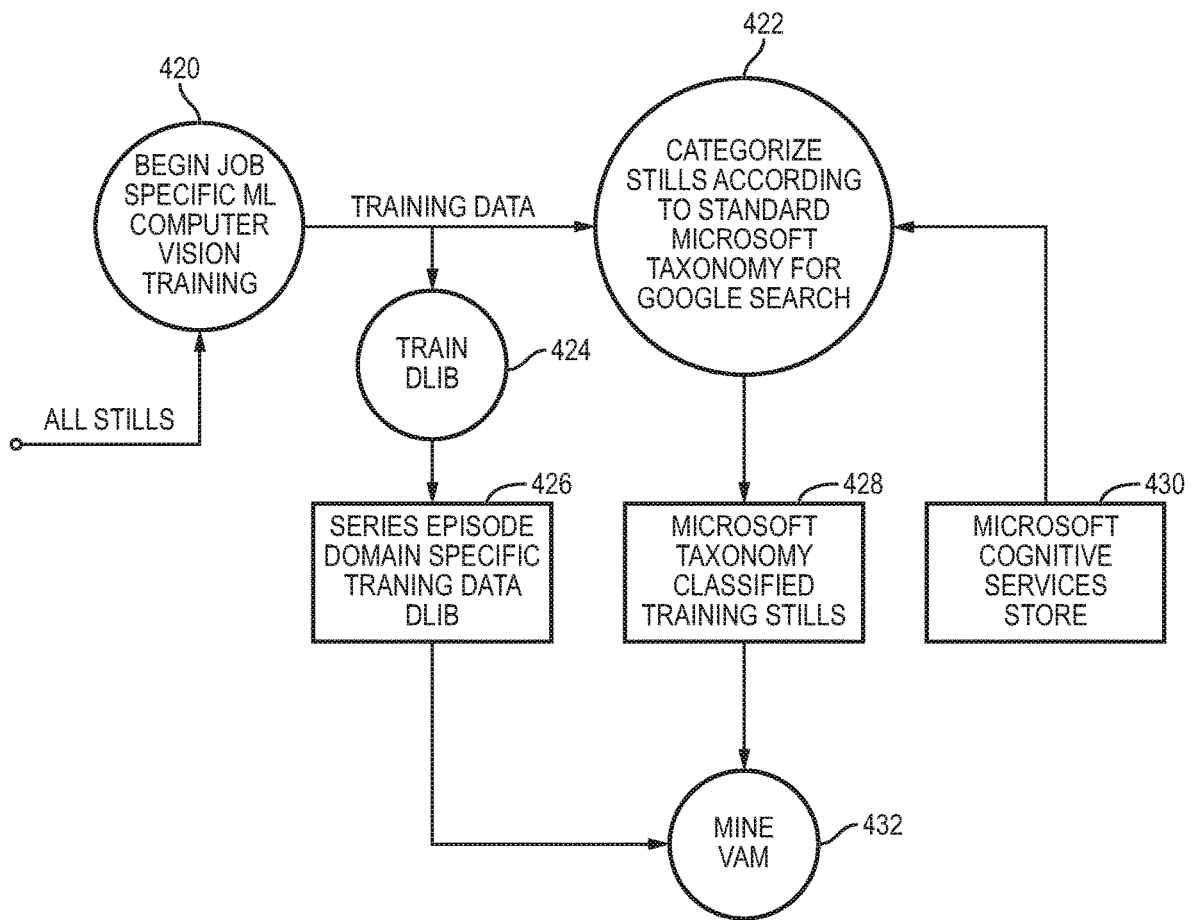 420
BEGIN JOB
SPECIFIC ML
COMPUTER
VISION
TRAINING
TRAINING DATA
422
CATEGORIZE
STILLS ACCORDING
TO STANDARD
MICROSOFT
TAXONOMY FOR
GOOGLE SEARCH
TRAIN
DLIB
424
ALL STILLS
426
SERIES EPISODE
DOMAIN SPECIFIC
TRANING DATA
DLIB
428
MICROSOFT
TAXONOMY
CLASSIFIED
TRAINING STILLS
430
MICROSOFT
COGNITIVE
SERVICES
STORE
MINE
VAM
432